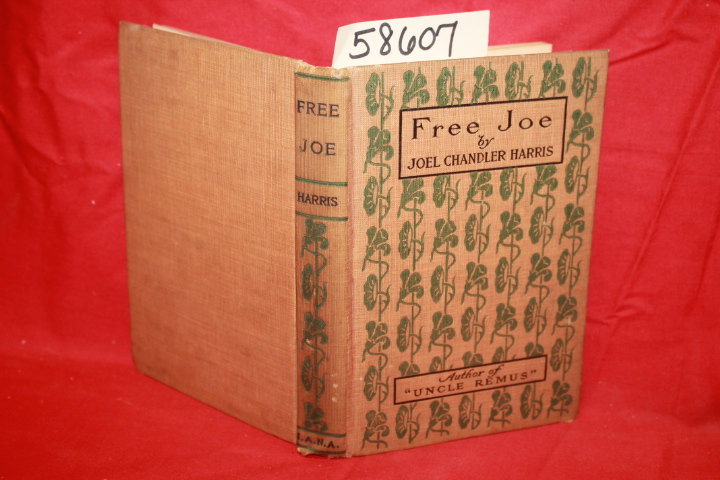 58607
FREE
JOE
HARRIS
Free Joe
by
JOEL CHANDLER HARRIS
Author of
"UNCLE REMUS"